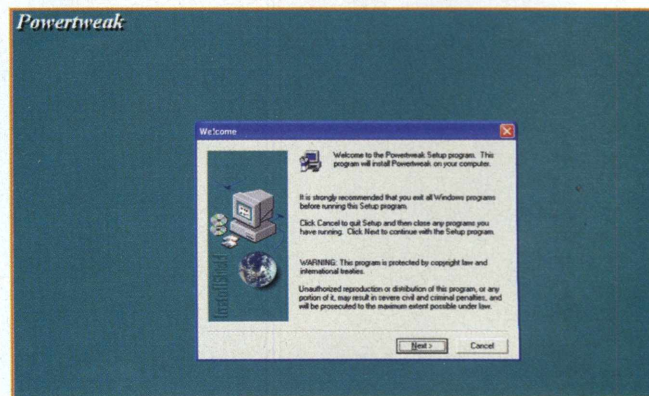 Powertweak
Welcome
Welcome to the Powertweak Setup program. This
program will install Powertweak on your computer.
It is strongly recommended that you exit all Windows programs
before running this Setup program.
Click Cancel to quit Setup and then close any programs you
have running. Click Next to continue with the Setup program.
WARNING: This program is protected by copyright law and
international treaties.
Unauthorized reproduction or distribution of this program, or any
portion of it, may result in severe civil and criminal penalties, and
will be prosecuted to the maximum extent possible under law.
InstallShield
Next >
Cancel